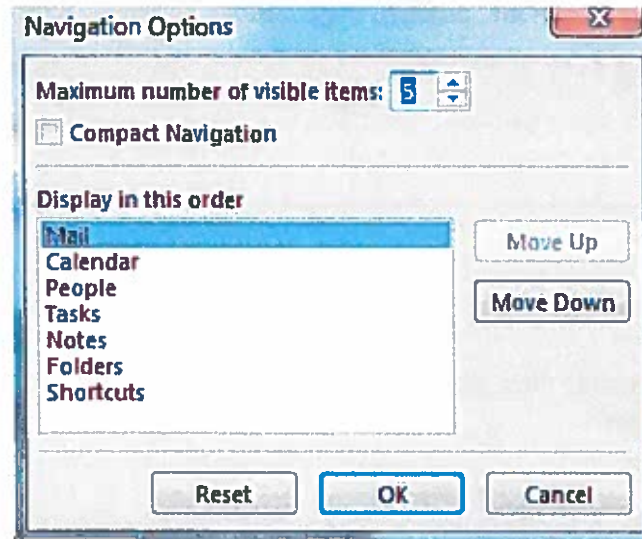 Navigation Options
Maximum number of visible items: 5
Compact Navigation
Display in this order
Mail
Calendar
People
Tasks
Notes
Folders
Shortcuts
Move Up
Move Down
Reset OK Cancel